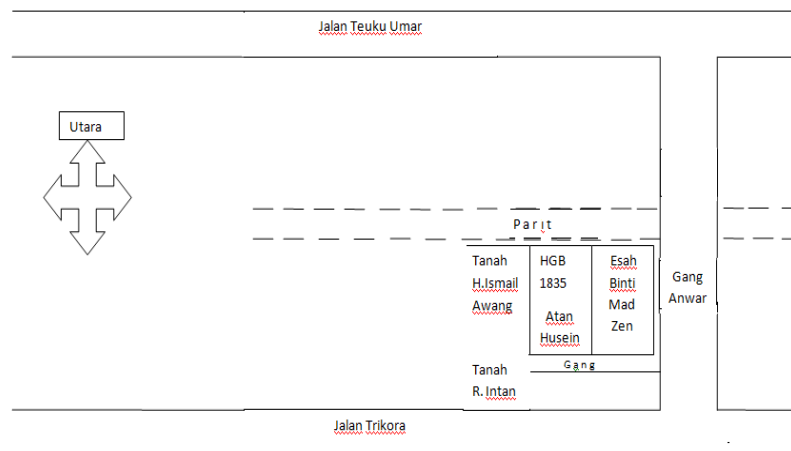 Jalan Teuku Umar
Utara
Parit
Tanah
H.Ismail
Awang
HGB
1835
Atan
Husein
Esah
Binti
Mad
Zen
Gang
Anwar
Gang
Tanah
R. Intan
Jalan Trikora